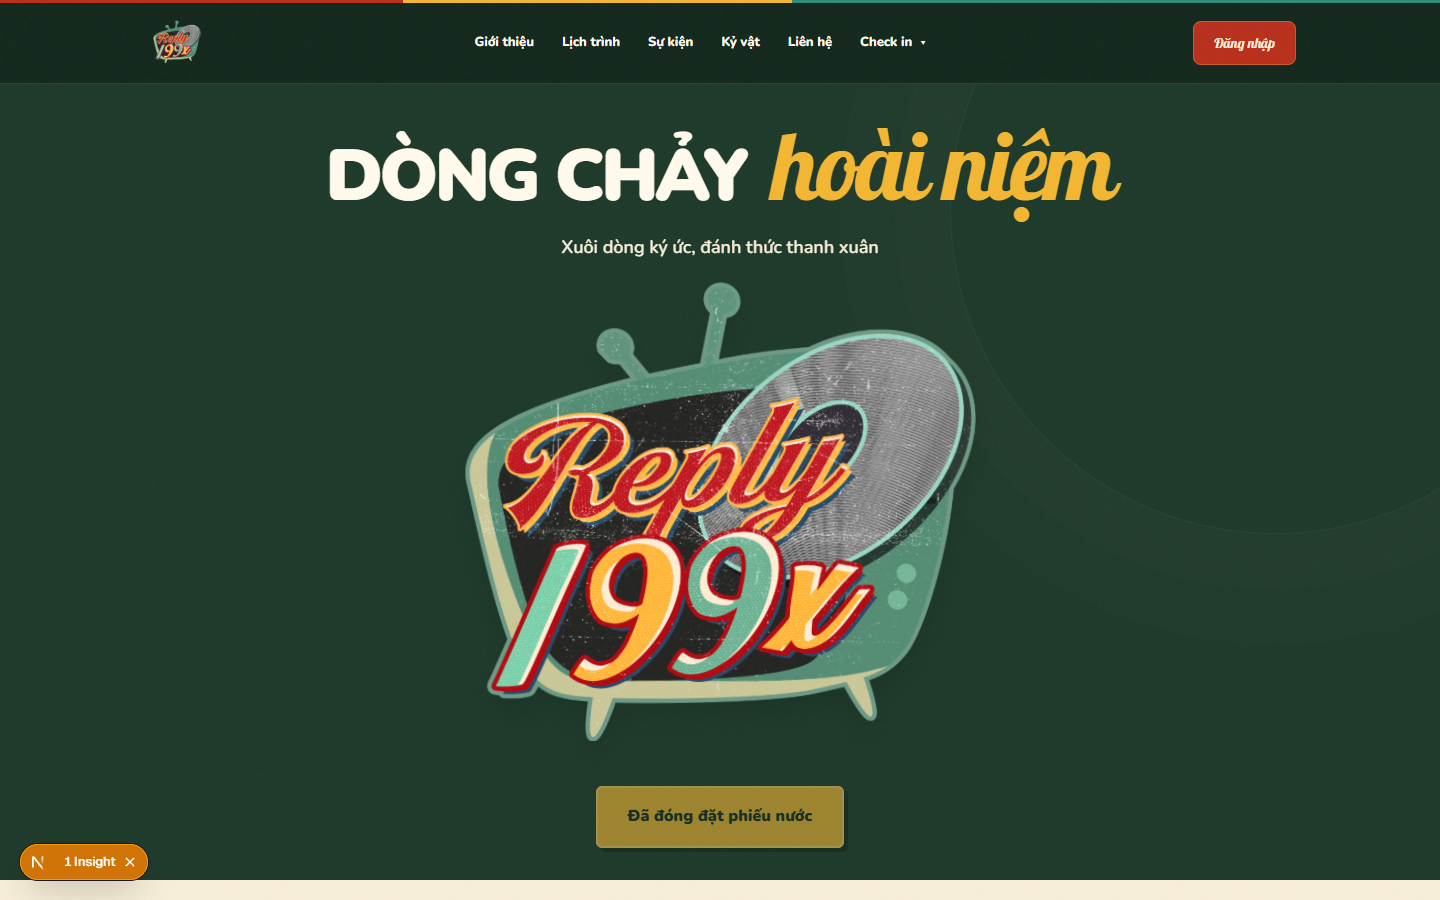 Reply 199x
Giới thiệu Lịch trình Sự kiện Kỷ vật Liên hệ Check in
Đăng nhập
DÒNG CHẢY hoài niệm
Xuôi dòng ký ức, đánh thức thanh xuân
Reply
199x
Đã đóng đặt phiếu nước
N 1 Insight